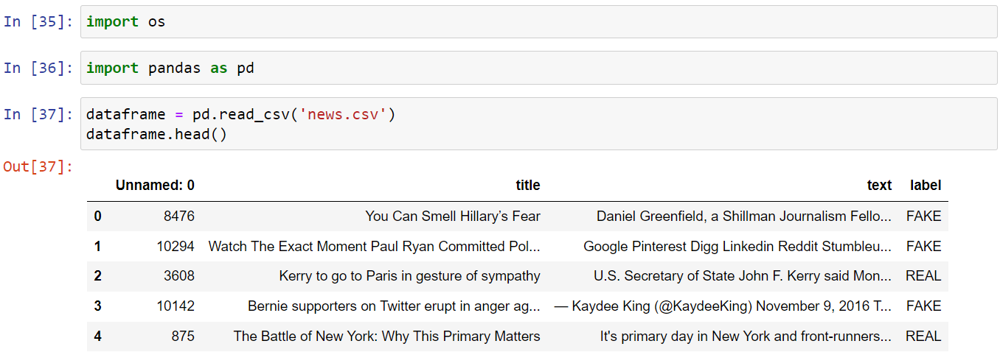 In [35]: import os
In [36]: import pandas as pd
In [37]: dataframe = pd.read_csv('news.csv')
dataframe.head()
Out[37]:
Unnamed: 0 title text label
0 8476 You Can Smell Hillary’s Fear Daniel Greenfield, a Shillman Journalism Fello... FAKE
1 10294 Watch The Exact Moment Paul Ryan Committed Pol... Google Pinterest Digg Linkedin Reddit Stumbleu... FAKE
2 3608 Kerry to go to Paris in gesture of sympathy U.S. Secretary of State John F. Kerry said Mon... REAL
3 10142 Bernie supporters on Twitter erupt in anger ag... — Kaydee King (@KaydeeKing) November 9, 2016 T... FAKE
4 875 The Battle of New York: Why This Primary Matters It's primary day in New York and front-runners... REAL